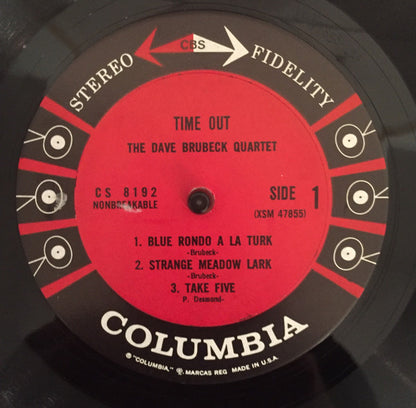 CBS
STEREO FIDELITY
TIME OUT
THE DAVE BRUBECK QUARTET
CS 8192
NONBREAKABLE
SIDE 1
(XSM 47855)
1. BLUE RONDO A LA TURK
-Brubeck-
2. STRANGE MEADOW LARK
-Brubeck-
3. TAKE FIVE
P. Desmond-
COLUMBIA
® "COLUMBIA," Ⓟ. MARCAS REG MADE IN U.S.A.